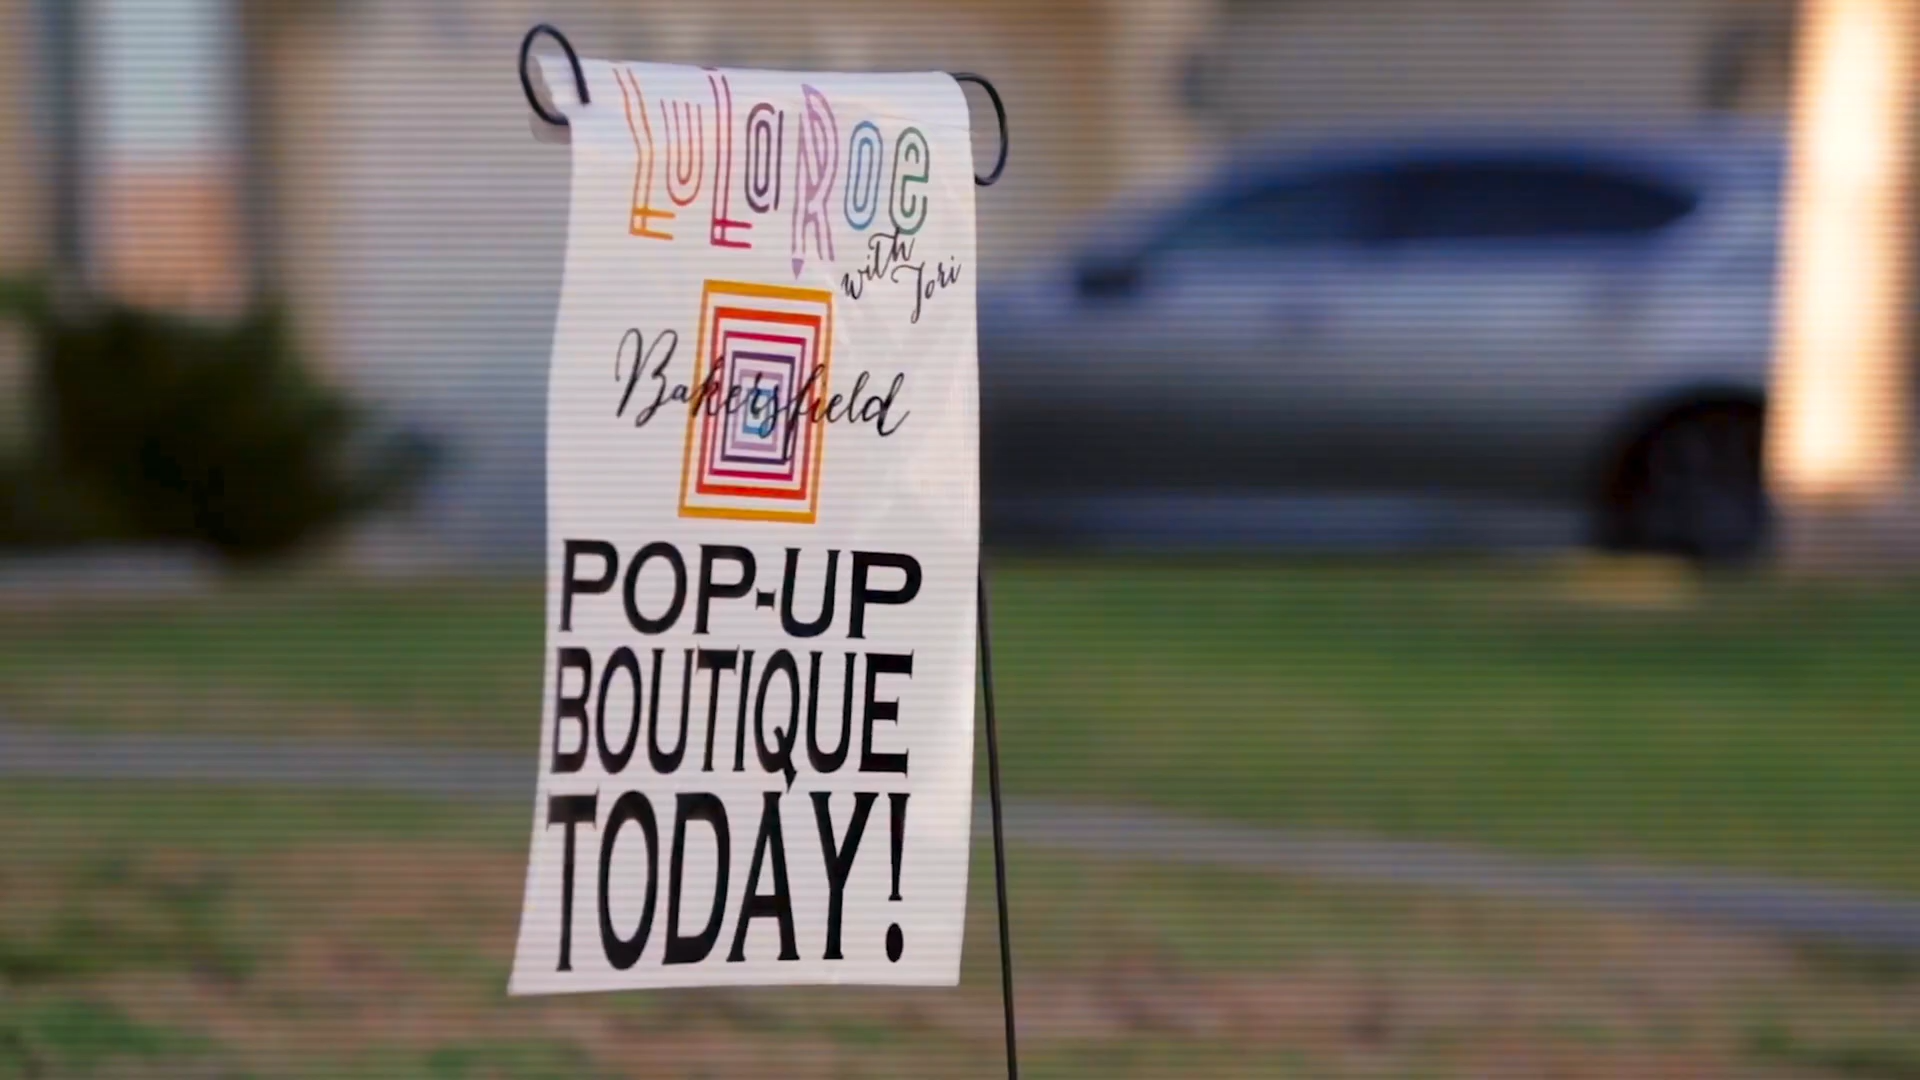 LuLaRoe
with
Tori
Bakersfield
POP-UP
BOUTIQUE
TODAY!